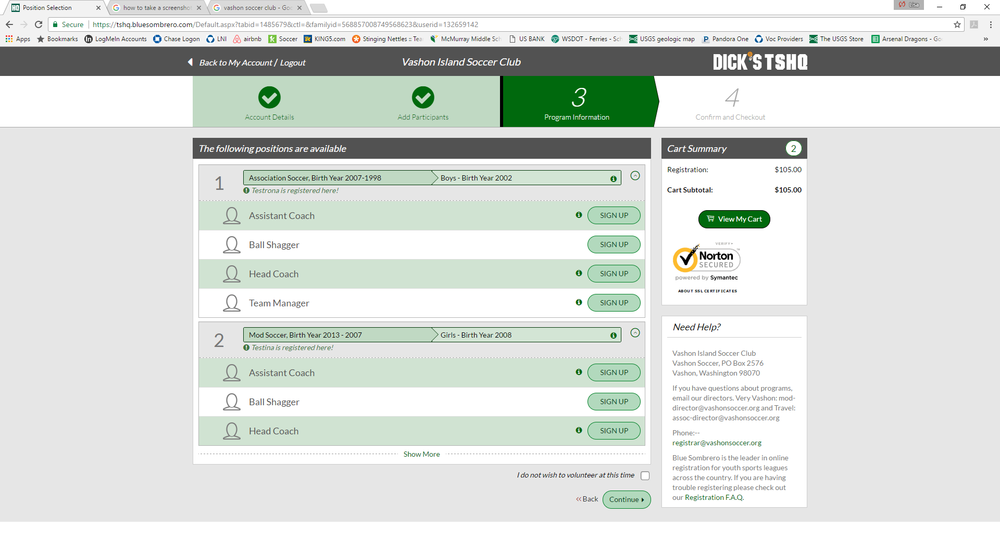 Position Selection
how to take a screenshot
vashon soccer club - Goo
Lisa
Secure
https://tshq.bluesombrero.com/Default.aspx?tabid=1485679&ctl=&familyid=568857008749568623&userid=132659142
Apps
Bookmarks
LogMeIn Accounts
Chase Logon
LNI
airbnb
Soccer
KING5.com
Stinging Nettles :: Tea
McMurray Middle Sch
US BANK
WSDOT - Ferries - Sch
USGS geologic map
Pandora One
Voc Providers
The USGS Store
Arsenal Dragons - Go
»
Back to My Account / Logout
Vashon Island Soccer Club
DICK'S TSHQ
Account Details
Add Participants
3
Program Information
4
Confirm and Checkout
The following positions are available
1
Association Soccer, Birth Year 2007-1998
Boys - Birth Year 2002
Testrona is registered here!
Assistant Coach
SIGN UP
Ball Shagger
SIGN UP
Head Coach
SIGN UP
Team Manager
SIGN UP
2
Mod Soccer, Birth Year 2013 - 2007
Girls - Birth Year 2008
Testina is registered here!
Assistant Coach
SIGN UP
Ball Shagger
SIGN UP
Head Coach
SIGN UP
Show More
I do not wish to volunteer at this time
<<Back
Continue
Cart Summary
2
Registration:
$105.00
Cart Subtotal:
$105.00
View My Cart
VERIFY
Norton
SECURED
powered by Symantec
ABOUT SSL CERTIFICATES
Need Help?
Vashon Island Soccer Club
Vashon Soccer, PO Box 2576
Vashon, Washington 98070
If you have questions about programs,
email our directors. Very Vashon: mod-
director@vashonsoccer.org and Travel:
assoc-director@vashonsoccer.org
Phone:--
registrar@vashonsoccer.org
Blue Sombrero is the leader in online
registration for youth sports leagues
across the country. If you are having
trouble registering please check out
our Registration F.A.Q.